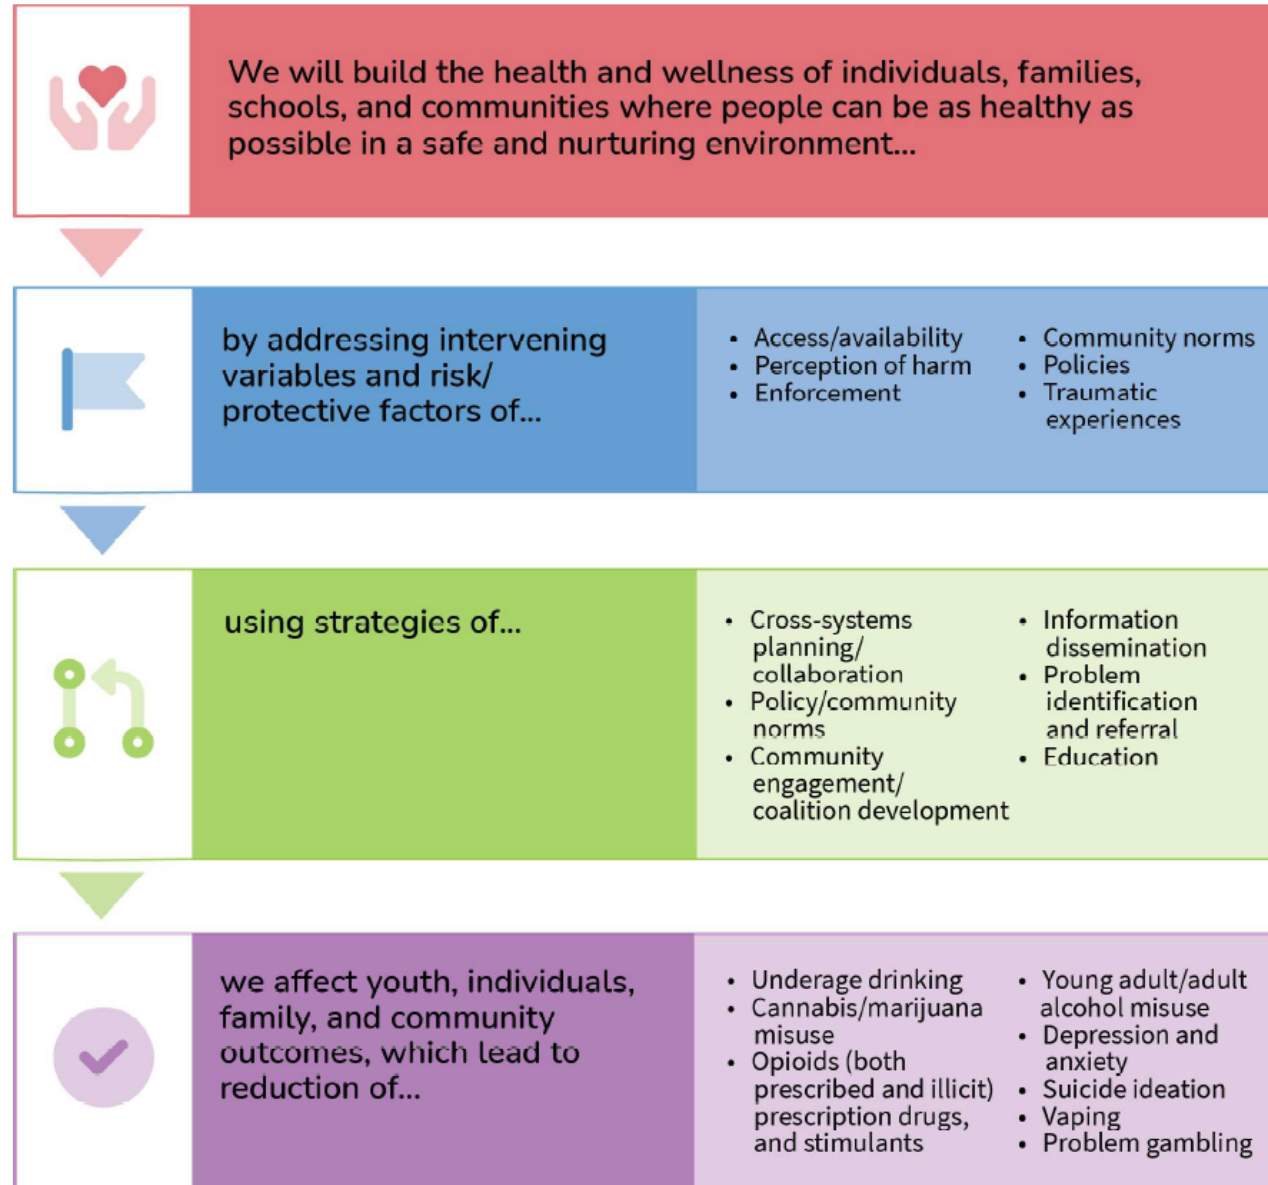 We will build the health and wellness of individuals, families,
schools, and communities where people can be as healthy as
possible in a safe and nurturing environment...
by addressing intervening
variables and risk/
protective factors of...
• Access/availability
• Perception of harm
• Enforcement
• Community norms
• Policies
• Traumatic
experiences
using strategies of...
• Cross-systems
planning/
collaboration
• Policy/community
norms
• Community
engagement/
coalition development
• Information
dissemination
• Problem
identification
and referral
• Education
we affect youth, individuals,
family, and community
outcomes, which lead to
reduction of...
• Underage drinking
• Cannabis/marijuana
misuse
• Opioids (both
prescribed and illicit)
prescription drugs,
and stimulants
• Young adult/adult
alcohol misuse
• Depression and
anxiety
• Suicide ideation
• Vaping
• Problem gambling